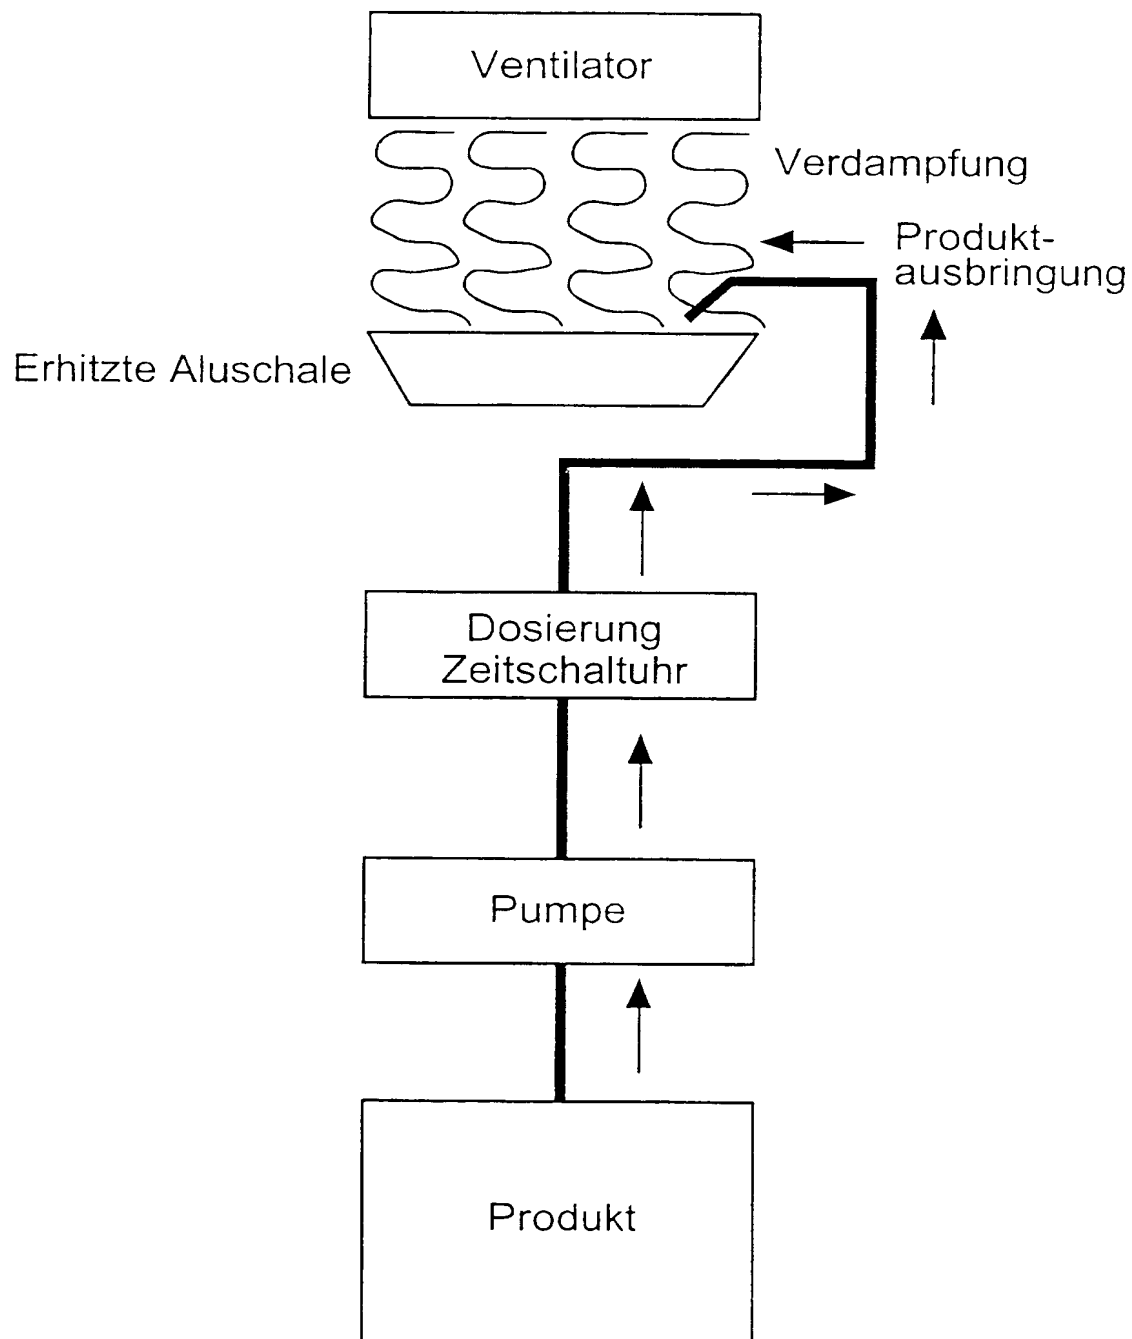 Ventilator
Verdampfung
Produkt-
ausbringung
Erhitzte Aluschale
Dosierung
Zeitschaltuhr
Pumpe
Produkt